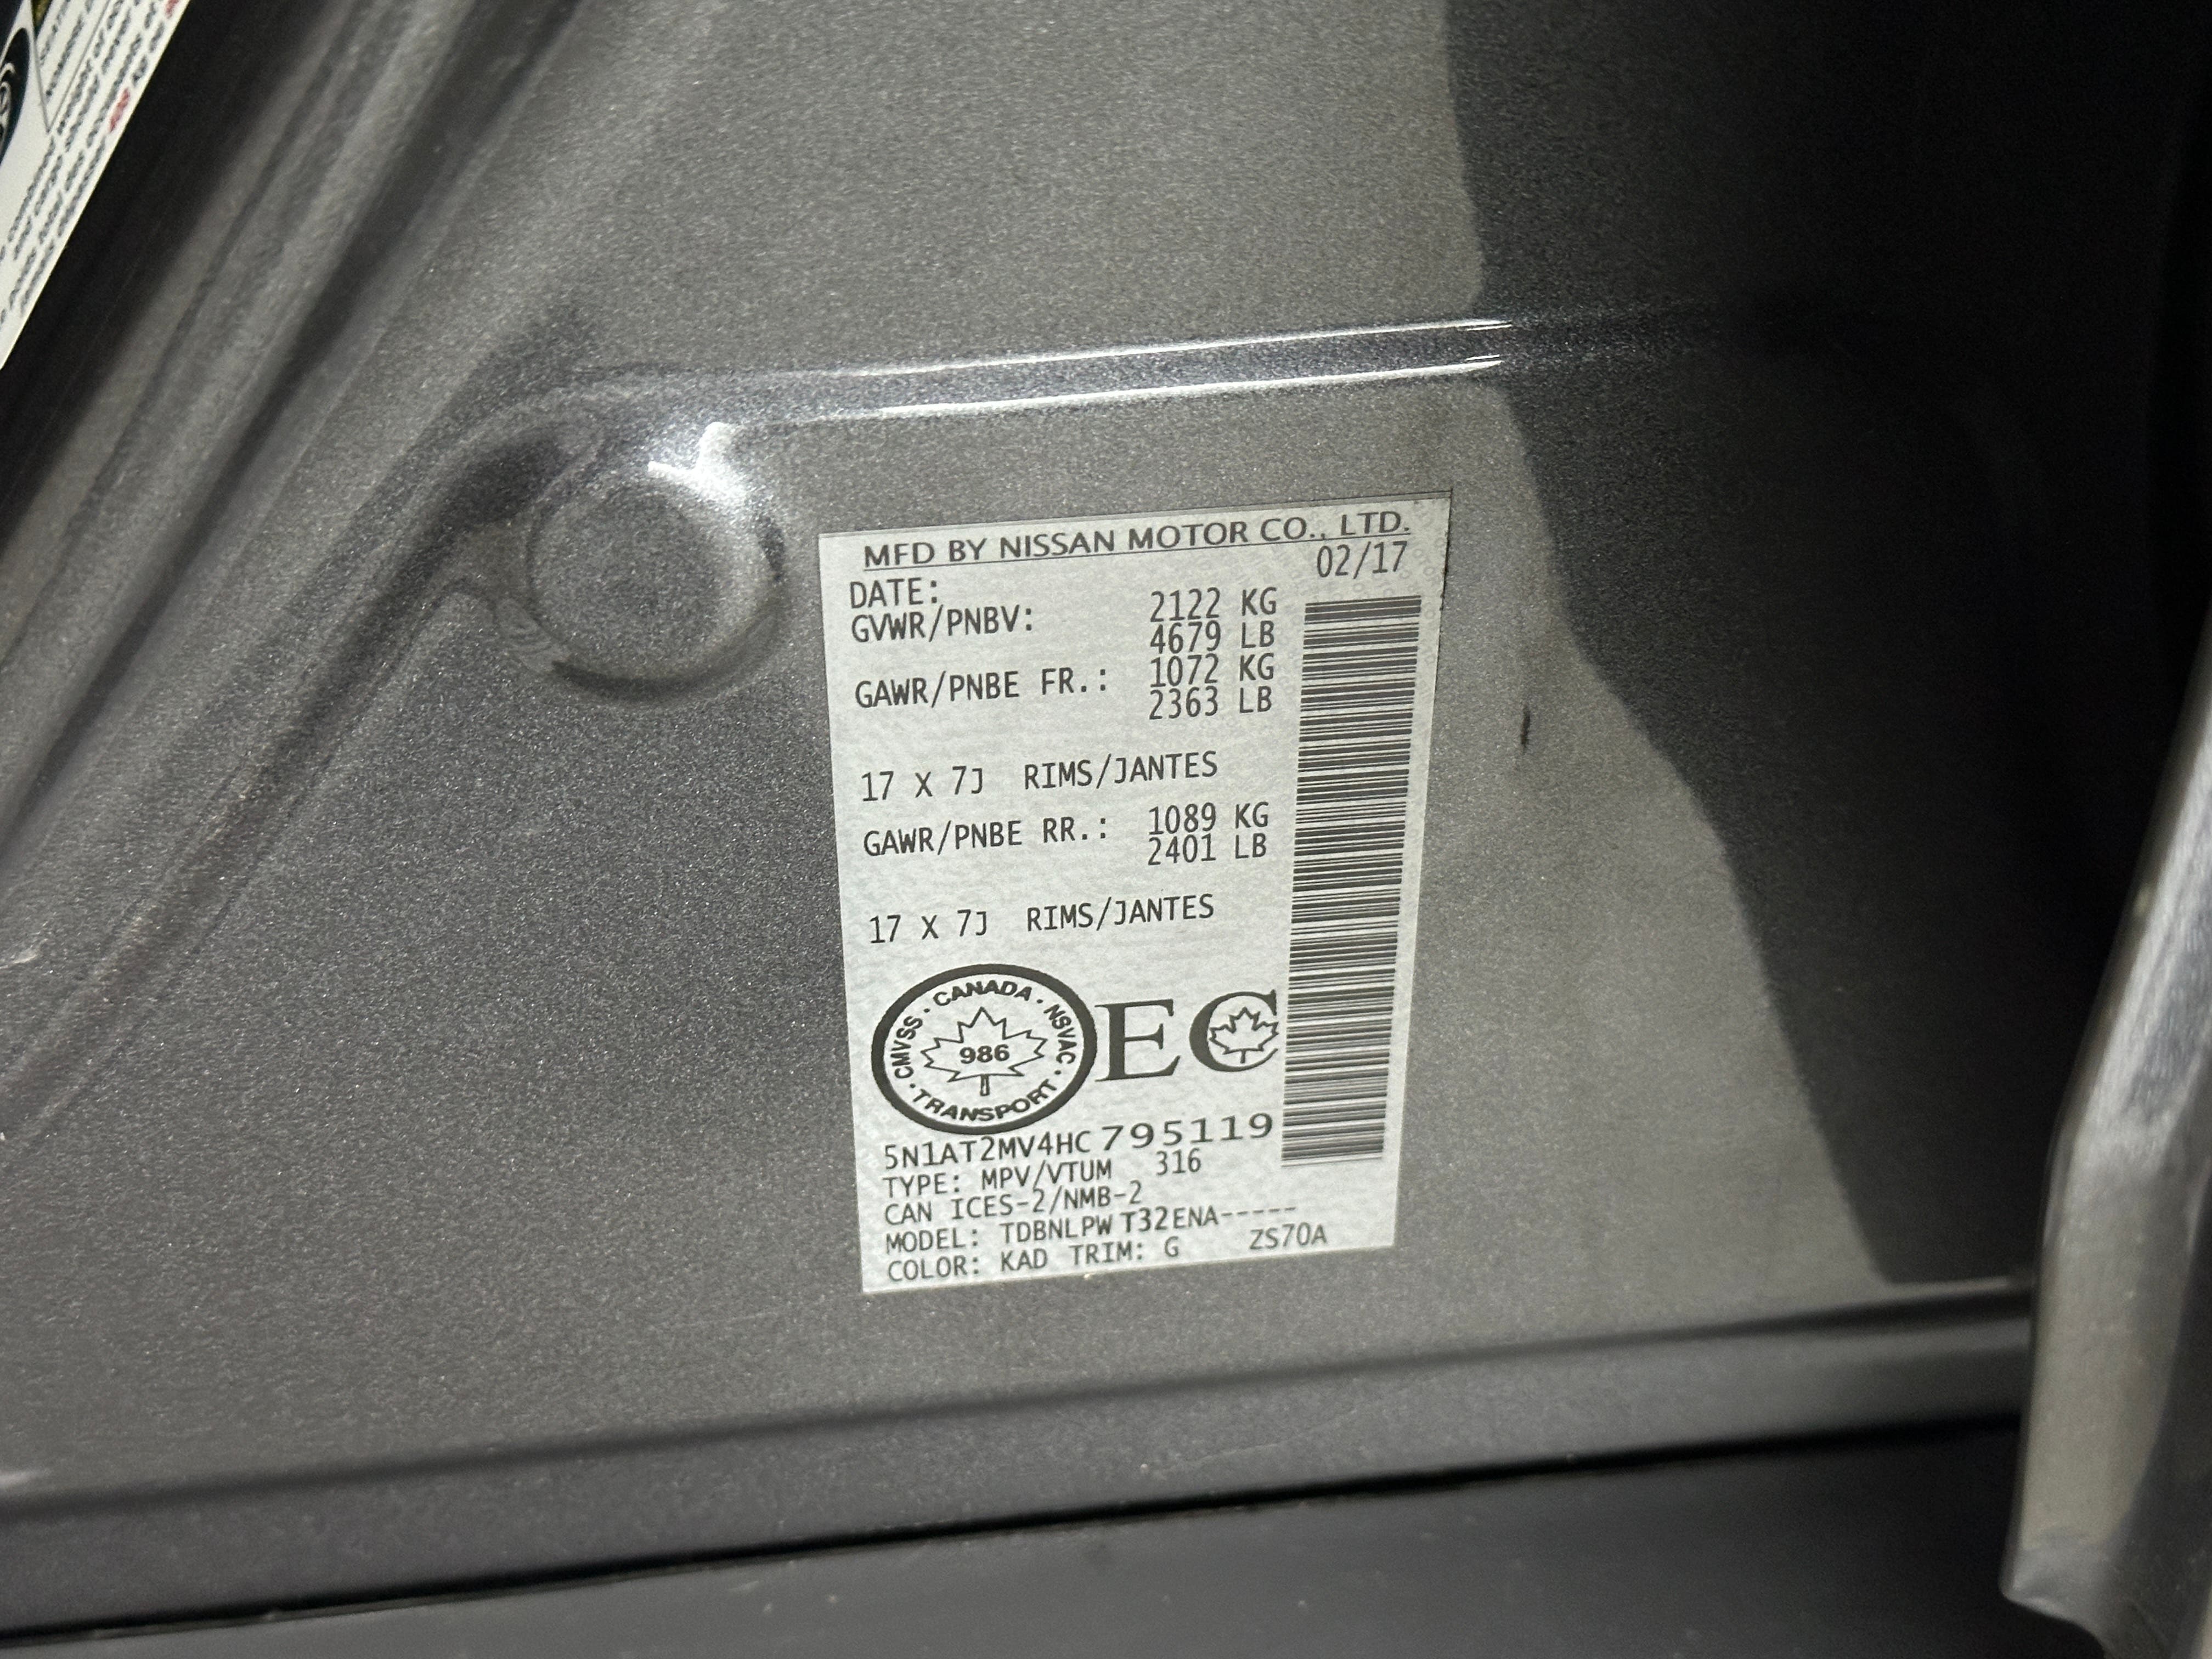 MFD BY NISSAN MOTOR CO., LTD.
DATE: 02/17
GVWR/PNBV: 2122 KG
4679 LB
GAWR/PNBE FR.: 1072 KG
2363 LB
17 X 7J RIMS/JANTES
GAWR/PNBE RR.: 1089 KG
2401 LB
17 X 7J RIMS/JANTES
CMVSS · CANADA · NSVAC · TRANSPORT
986
EC
5N1AT2MV4HC795119
TYPE: MPV/VTUM 316
CAN ICES-2/NMB-2
MODEL: TDBNLPWT32ENA-----
COLOR: KAD TRIM: G ZS70A